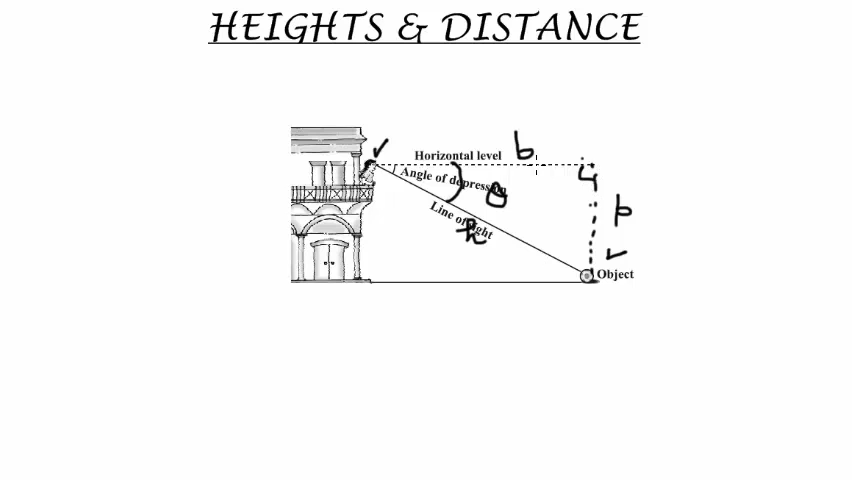 HEIGHTS & DISTANCE
Horizontal level
b
Angle of depression
θ
p
Line of sight
h
Object